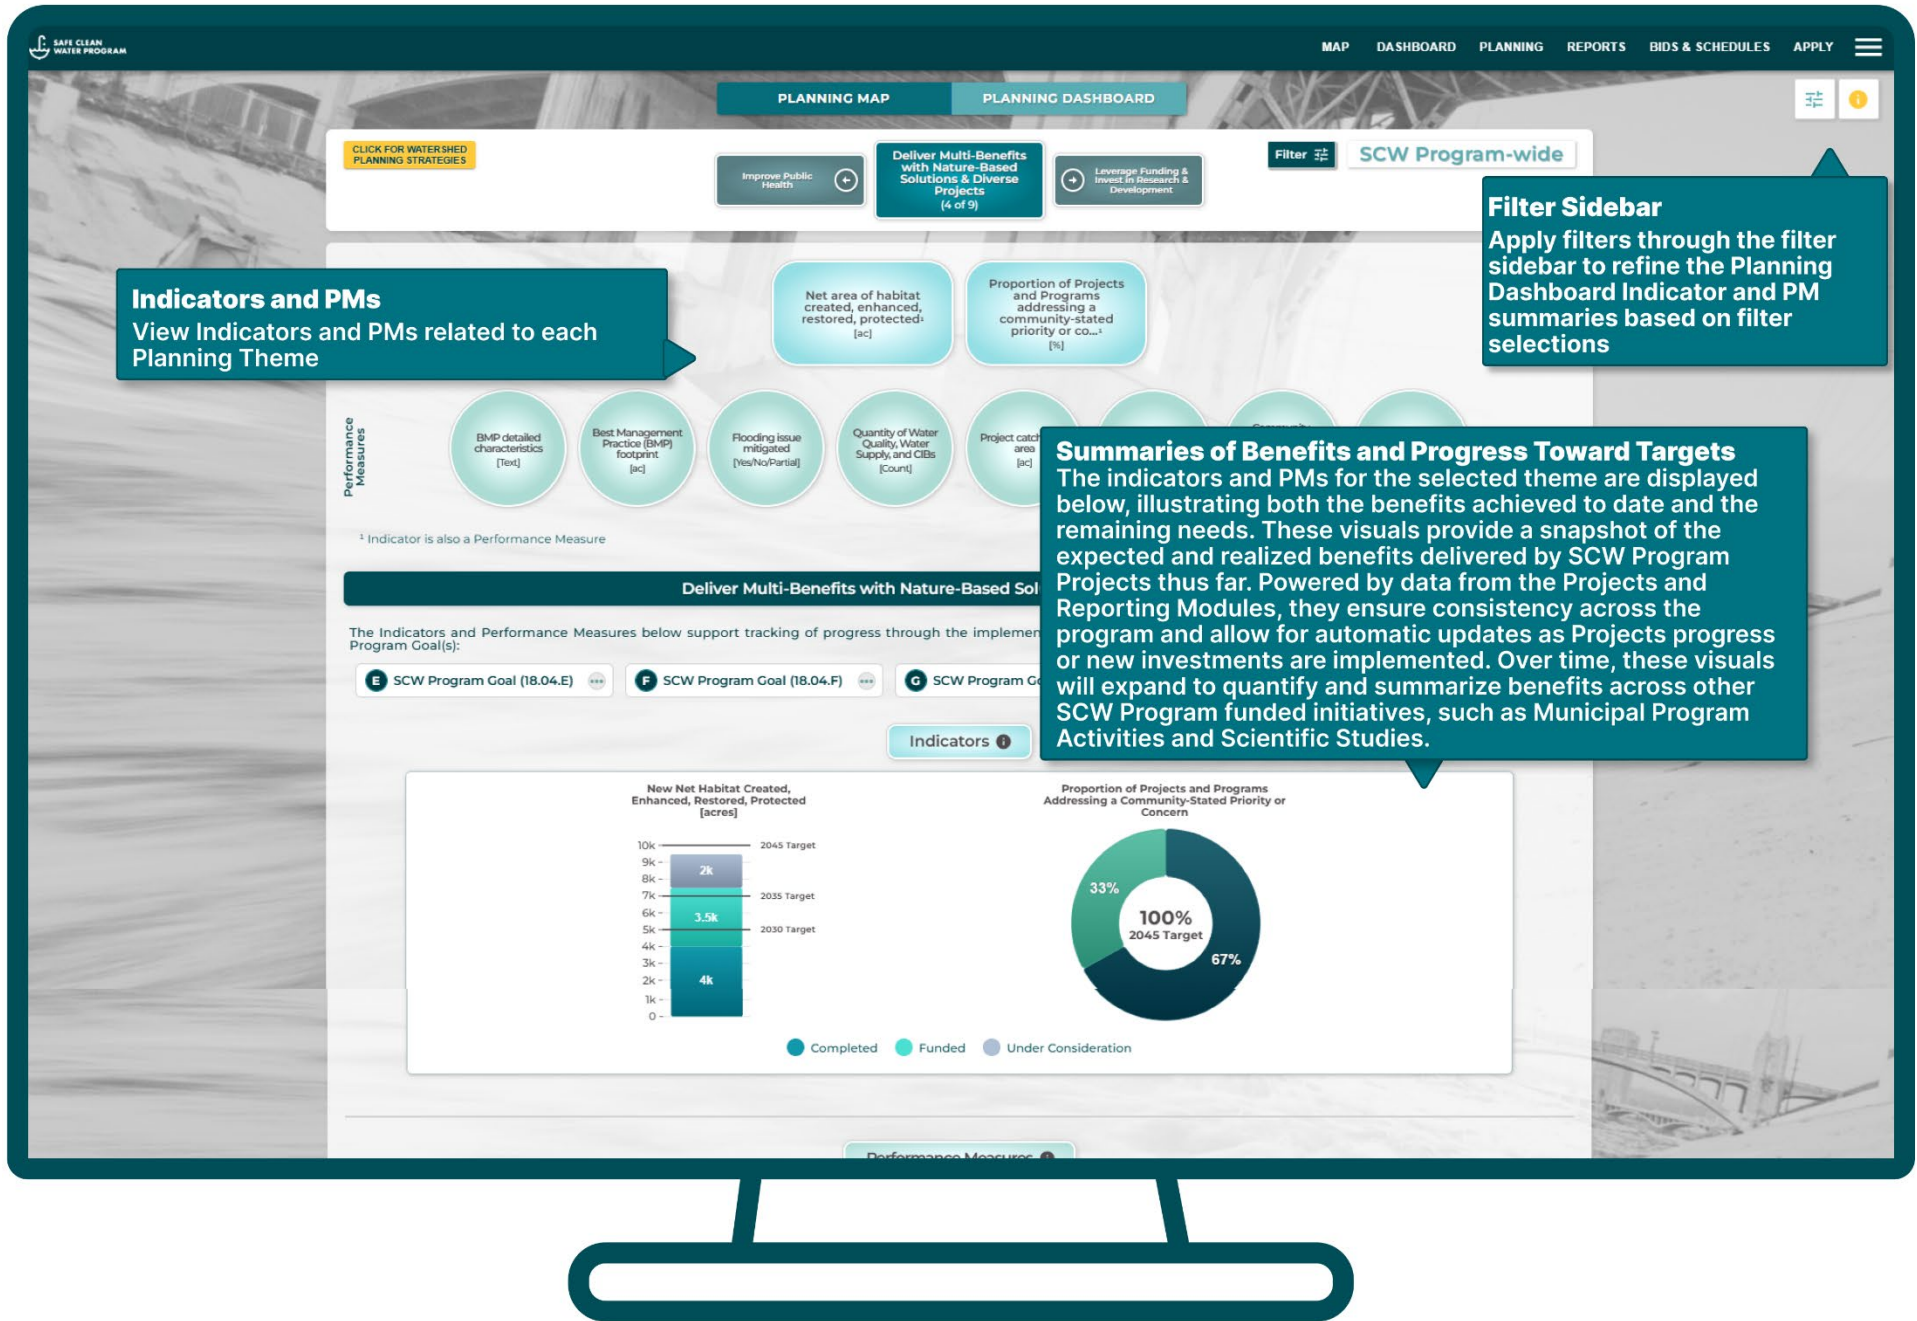 SAFE CLEAN
WATER PROGRAM
MAP DASHBOARD PLANNING REPORTS BIDS & SCHEDULES APPLY
PLANNING MAP
PLANNING DASHBOARD
CLICK FOR WATERSHED
PLANNING STRATEGIES
Improve Public
Health
Deliver Multi-Benefits
with Nature-Based
Solutions & Diverse
Projects
(4 of 9)
Leverage Funding &
Invest in Research &
Development
Filter
SCW Program-wide
Filter Sidebar
Apply filters through the filter
sidebar to refine the Planning
Dashboard Indicator and PM
summaries based on filter
selections
Indicators and PMs
View Indicators and PMs related to each
Planning Theme
Net area of habitat
created, enhanced,
restored, protected¹
[ac]
Proportion of Projects
and Programs
addressing a
community-stated
priority or co...¹
[%]
Performance
Measures
BMP detailed
characteristics
[Text]
Best Management
Practice (BMP)
footprint
[ac]
Flooding issue
mitigated
[Yes/No/Partial]
Quantity of Water
Quality, Water
Supply, and CIBs
[Count]
Project catch
area
[ac]
¹ Indicator is also a Performance Measure
Summaries of Benefits and Progress Toward Targets
The indicators and PMs for the selected theme are displayed
below, illustrating both the benefits achieved to date and the
remaining needs. These visuals provide a snapshot of the
expected and realized benefits delivered by SCW Program
Projects thus far. Powered by data from the Projects and
Reporting Modules, they ensure consistency across the
program and allow for automatic updates as Projects progress
or new investments are implemented. Over time, these visuals
will expand to quantify and summarize benefits across other
SCW Program funded initiatives, such as Municipal Program
Activities and Scientific Studies.
Deliver Multi-Benefits with Nature-Based Sol
The Indicators and Performance Measures below support tracking of progress through the implemen
Program Goal(s):
E SCW Program Goal (18.04.E) ...
F SCW Program Goal (18.04.F) ...
G SCW Program Go
Indicators
New Net Habitat Created,
Enhanced, Restored, Protected
[acres]
10k
9k
8k
7k
6k
5k
4k
3k
2k
1k
0
2k
3.5k
4k
2045 Target
2035 Target
2030 Target
Proportion of Projects and Programs
Addressing a Community-Stated Priority or
Concern
33%
100%
2045 Target
67%
Completed
Funded
Under Consideration
Performance Measures